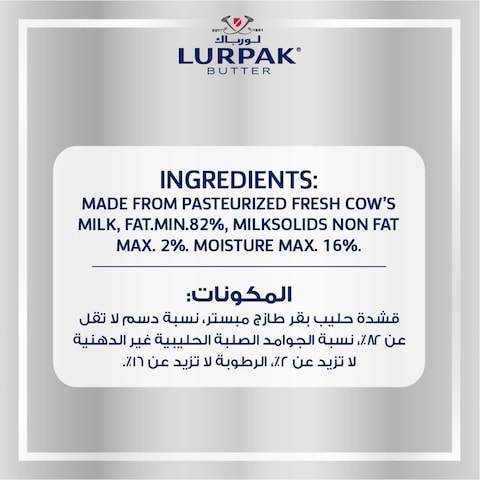 ESTD 1901
لورباك
LURPAK®
BUTTER
INGREDIENTS:
MADE FROM PASTEURIZED FRESH COW'S
MILK, FAT.MIN.82%, MILKSOLIDS NON FAT
MAX. 2%. MOISTURE MAX. 16%.
المكونات:
قشدة حليب بقر طازج مبستر، نسبة دسم لا تقل
عن ٨٢٪، نسبة الجوامد الصلبة الحليبية غير الدهنية
لا تزيد عن ٢٪، الرطوبة لا تزيد عن ١٦٪.